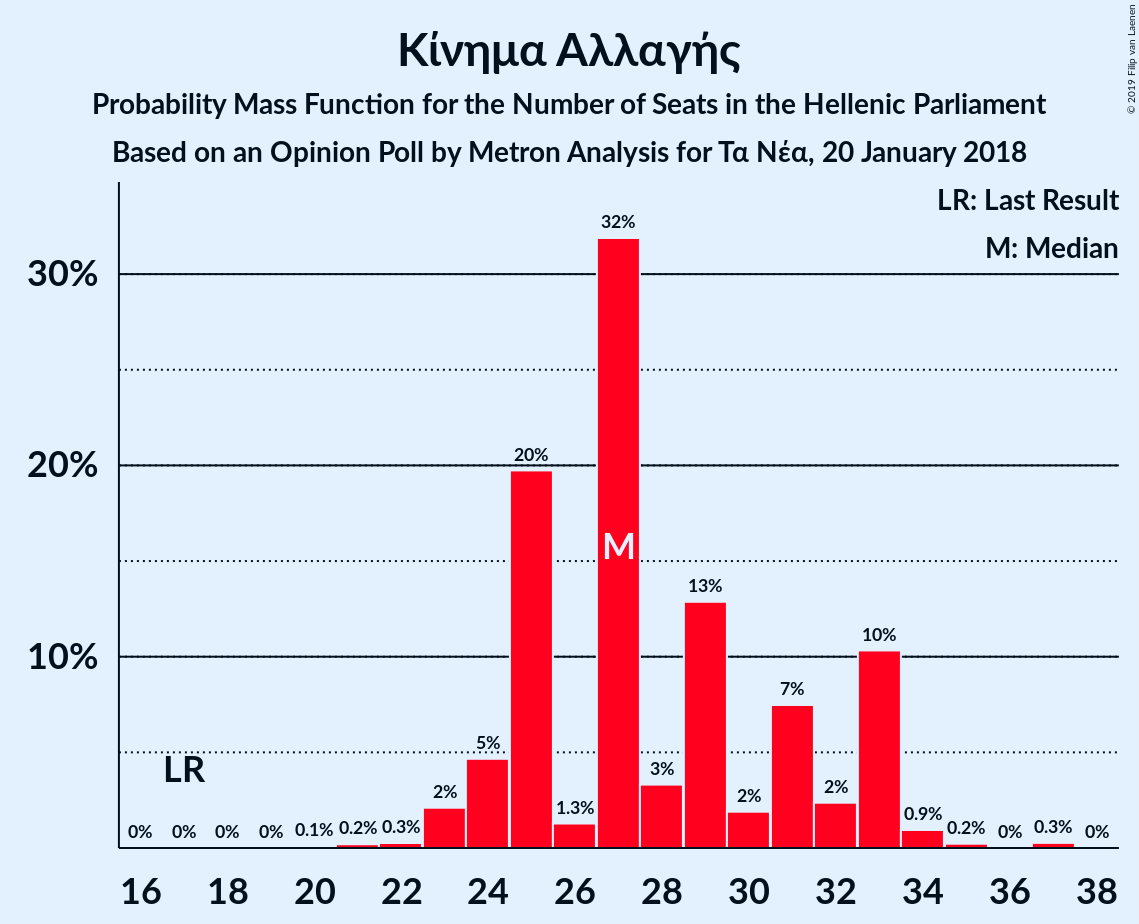 Κίνημα Αλλαγής
Probability Mass Function for the Number of Seats in the Hellenic Parliament
Based on an Opinion Poll by Metron Analysis for Τα Νέα, 20 January 2018
© 2019 Filip van Laenen
LR: Last Result
M: Median
30%
20%
10%
0% 0% 0% 0% 0.1% 0.2% 0.3% 2% 5% 20% 1.3% 32% 3% 13% 2% 7% 2% 10% 0.9% 0.2% 0% 0.3% 0%
LR
M
16 18 20 22 24 26 28 30 32 34 36 38